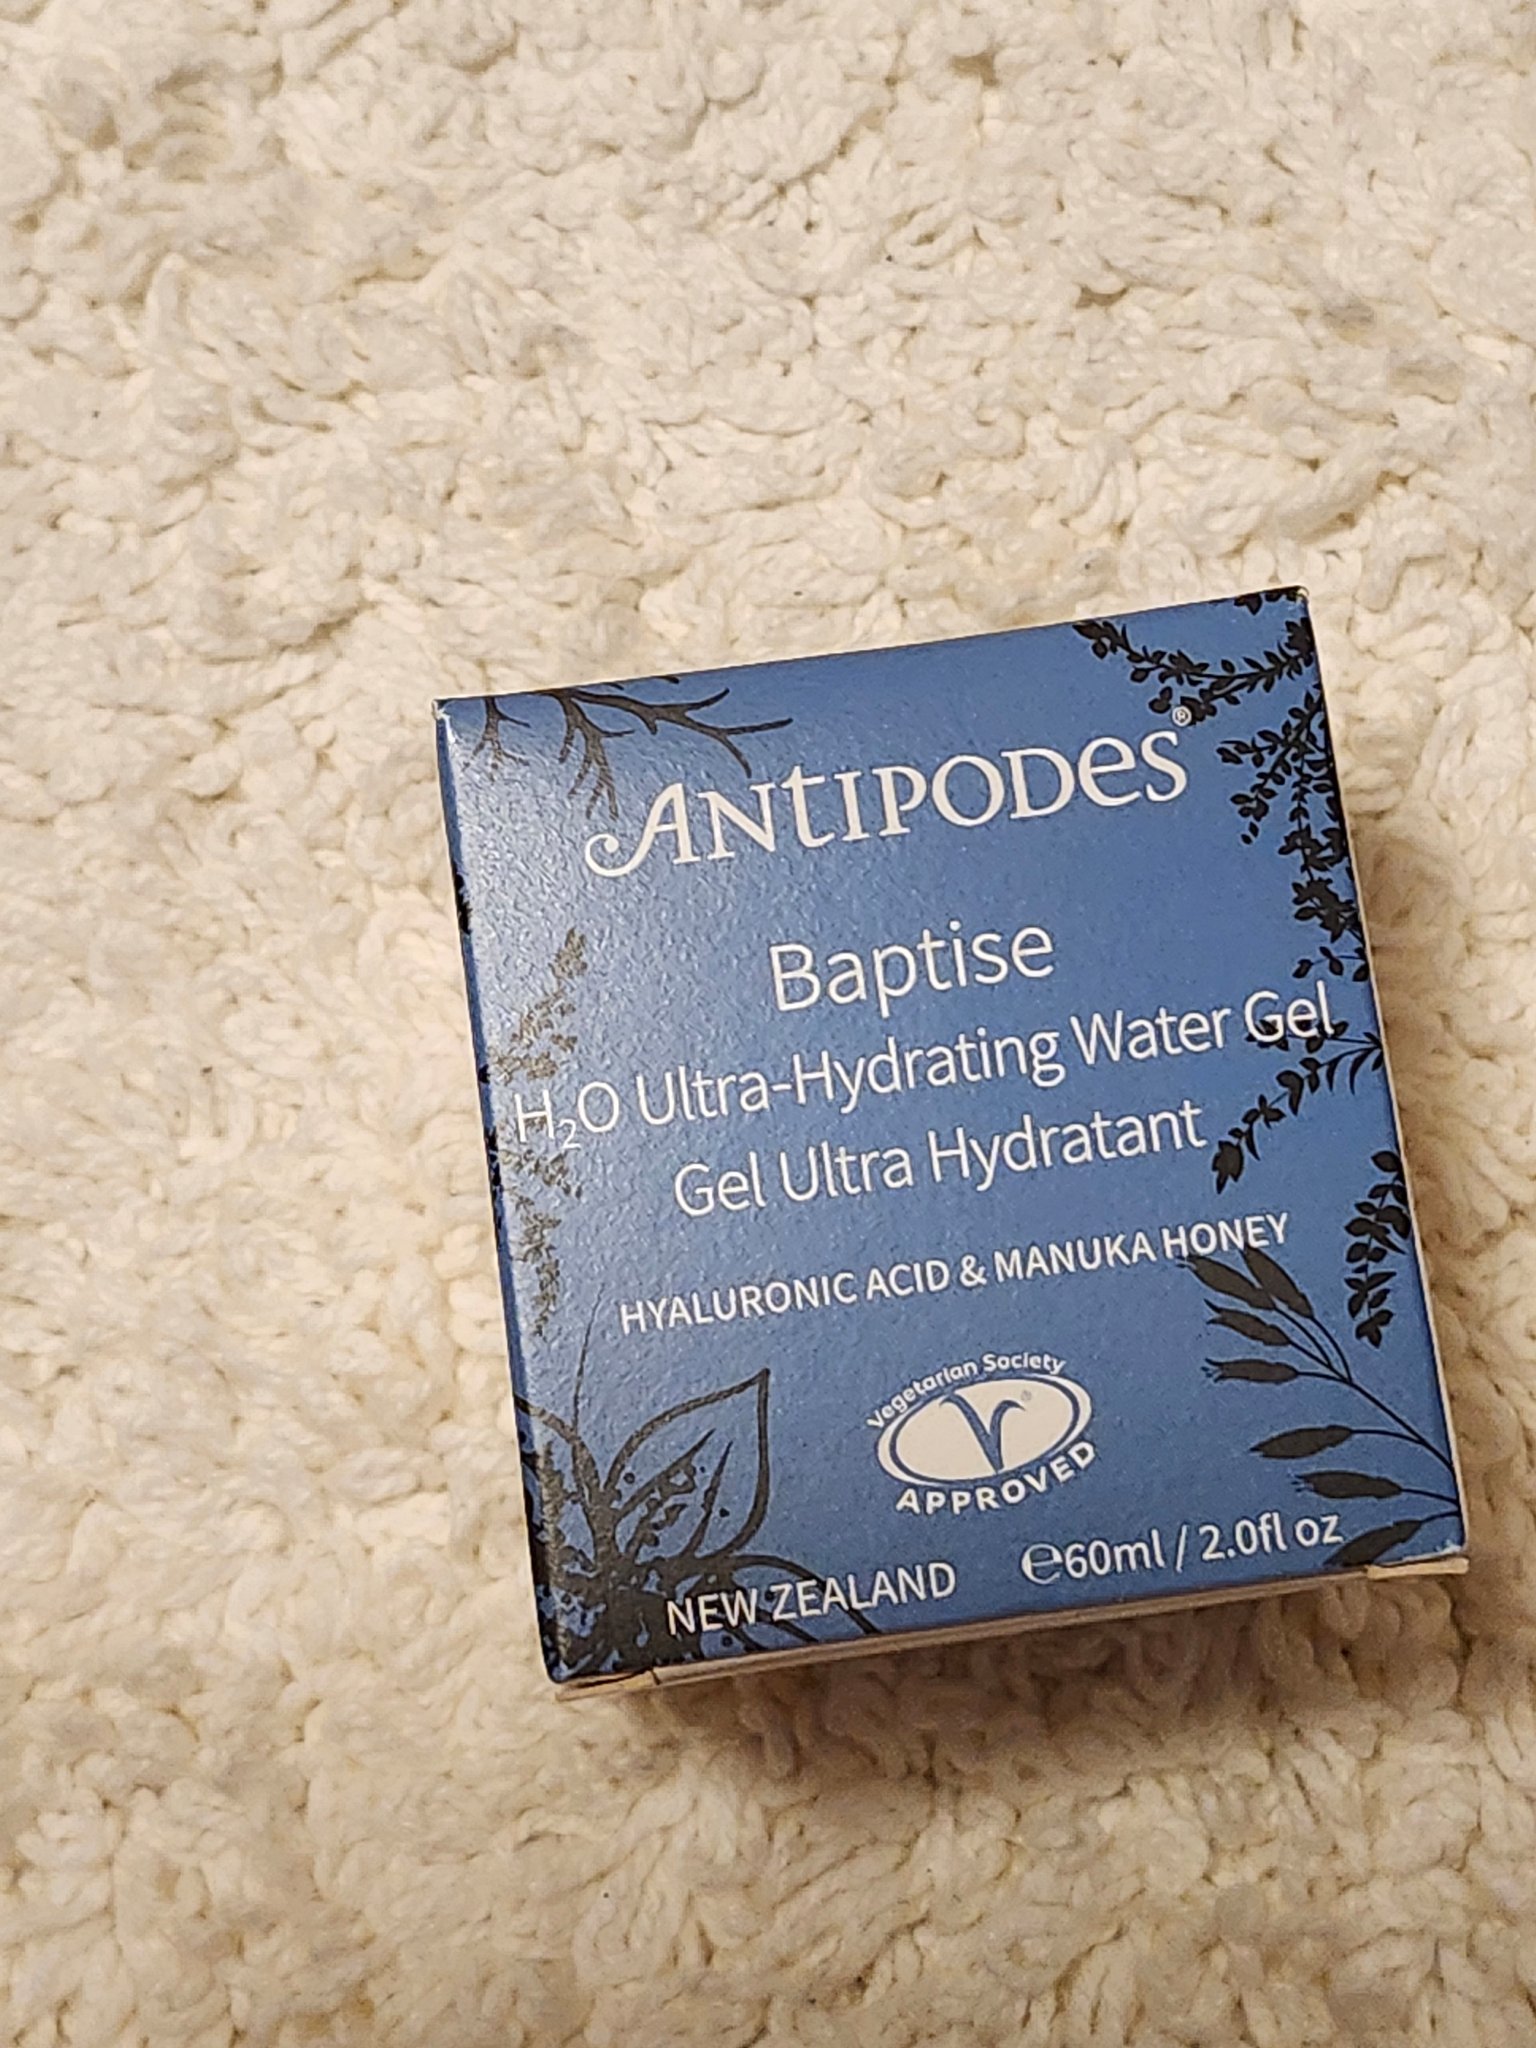 ANTIPODES®
Baptise
H₂O Ultra-Hydrating Water Gel
Gel Ultra Hydratant
HYALURONIC ACID & MANUKA HONEY
Vegetarian Society
V®
APPROVED
NEW ZEALAND ℮60ml / 2.0fl oz